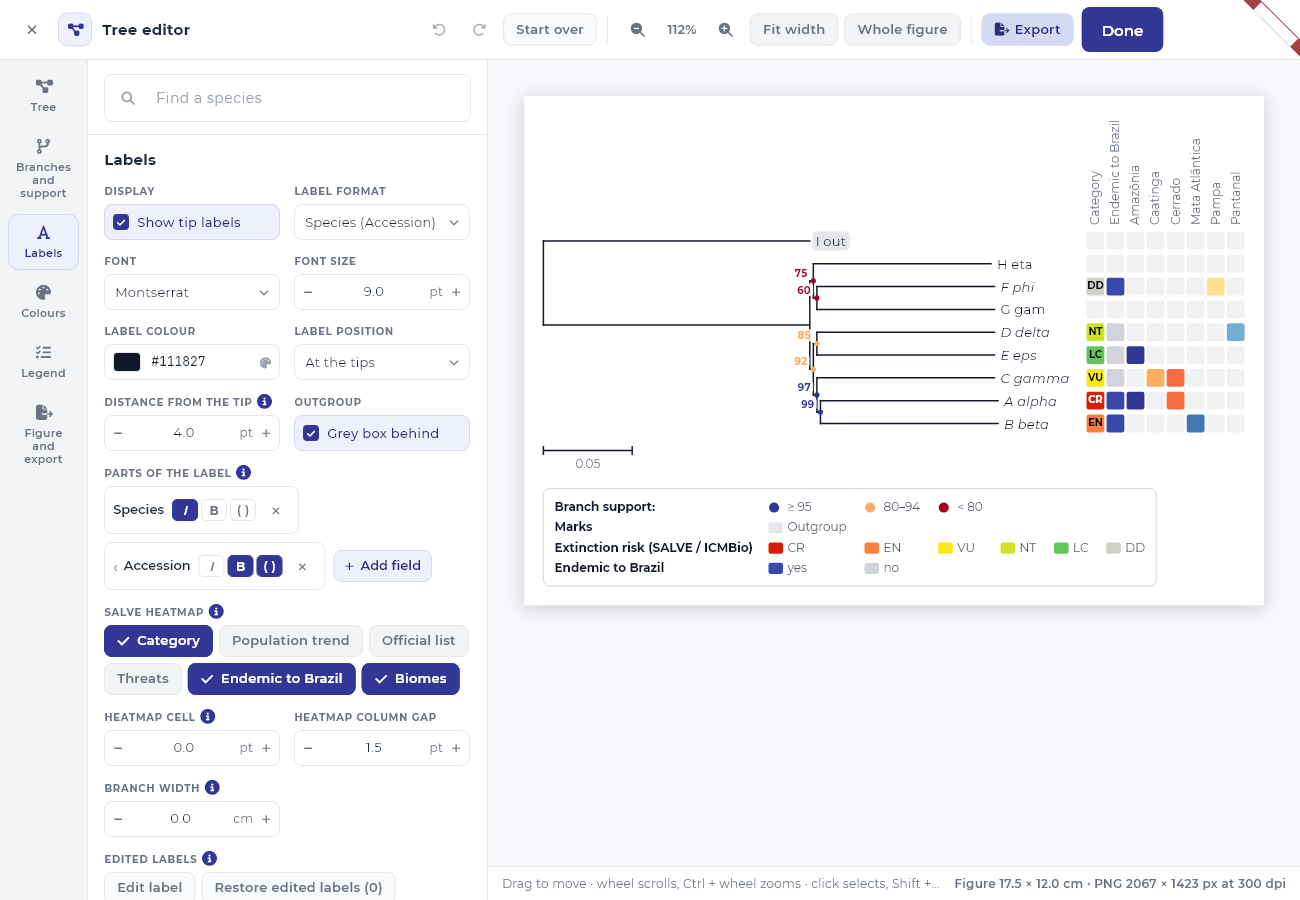 Tree editor
Start over
112%
Fit width
Whole figure
Export
Done
Tree
Branches and support
Labels
Colours
Legend
Figure and export
Find a species
Labels
DISPLAY
LABEL FORMAT
Show tip labels
Species (Accession)
FONT
FONT SIZE
Montserrat
− 9.0 pt +
LABEL COLOUR
LABEL POSITION
#111827
At the tips
DISTANCE FROM THE TIP
OUTGROUP
− 4.0 pt +
Grey box behind
PARTS OF THE LABEL
Species I B ( ) ×
‹ Accession I B ( ) ×
+ Add field
SALVE HEATMAP
Category
Population trend
Official list
Threats
Endemic to Brazil
Biomes
HEATMAP CELL
HEATMAP COLUMN GAP
− 0.0 pt +
− 1.5 pt +
BRANCH WIDTH
− 0.0 cm +
EDITED LABELS
Edit label
Restore edited labels (0)
Category
Endemic to Brazil
Amazônia
Caatinga
Cerrado
Mata Atlântica
Pampa
Pantanal
I out
H eta
75
F phi
DD
60
G gam
D delta
NT
85
E eps
LC
92
C gamma
VU
97
A alpha
CR
99
B beta
EN
0.05
Branch support: ≥ 95 80–94 < 80
Marks Outgroup
Extinction risk (SALVE / ICMBio) CR EN VU NT LC DD
Endemic to Brazil yes no
Drag to move · wheel scrolls, Ctrl + wheel zooms · click selects, Shift +...
Figure 17.5 × 12.0 cm · PNG 2067 × 1423 px at 300 dpi